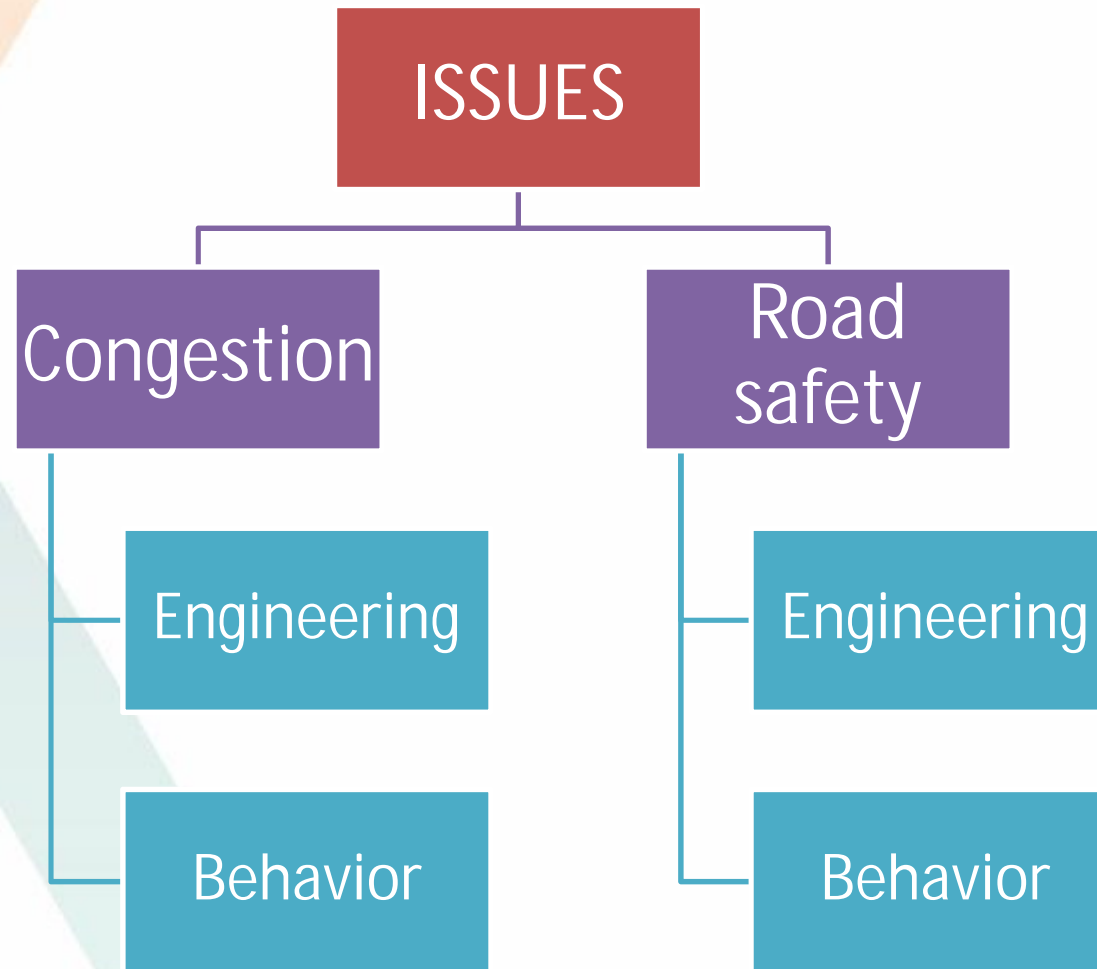 ISSUES
Congestion
Road
safety
Engineering
Engineering
Behavior
Behavior